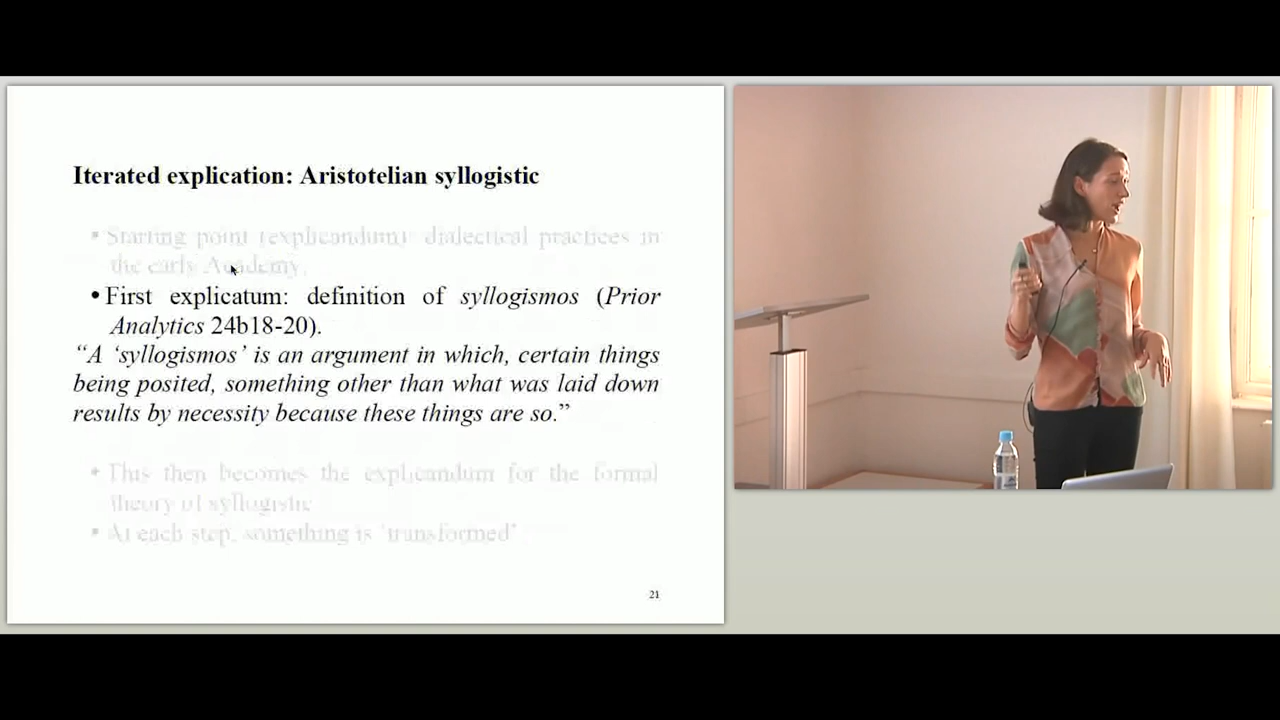 Iterated explication: Aristotelian syllogistic
▪ Starting point (explicandum): dialectical practices in
the early Academy.
• First explicatum: definition of syllogismos (Prior
Analytics 24b18-20).
“A ‘syllogismos’ is an argument in which, certain things
being posited, something other than what was laid down
results by necessity because these things are so.”
▪ This then becomes the explicandum for the formal
theory of syllogistic
▪ At each step, something is ‘transformed’
21